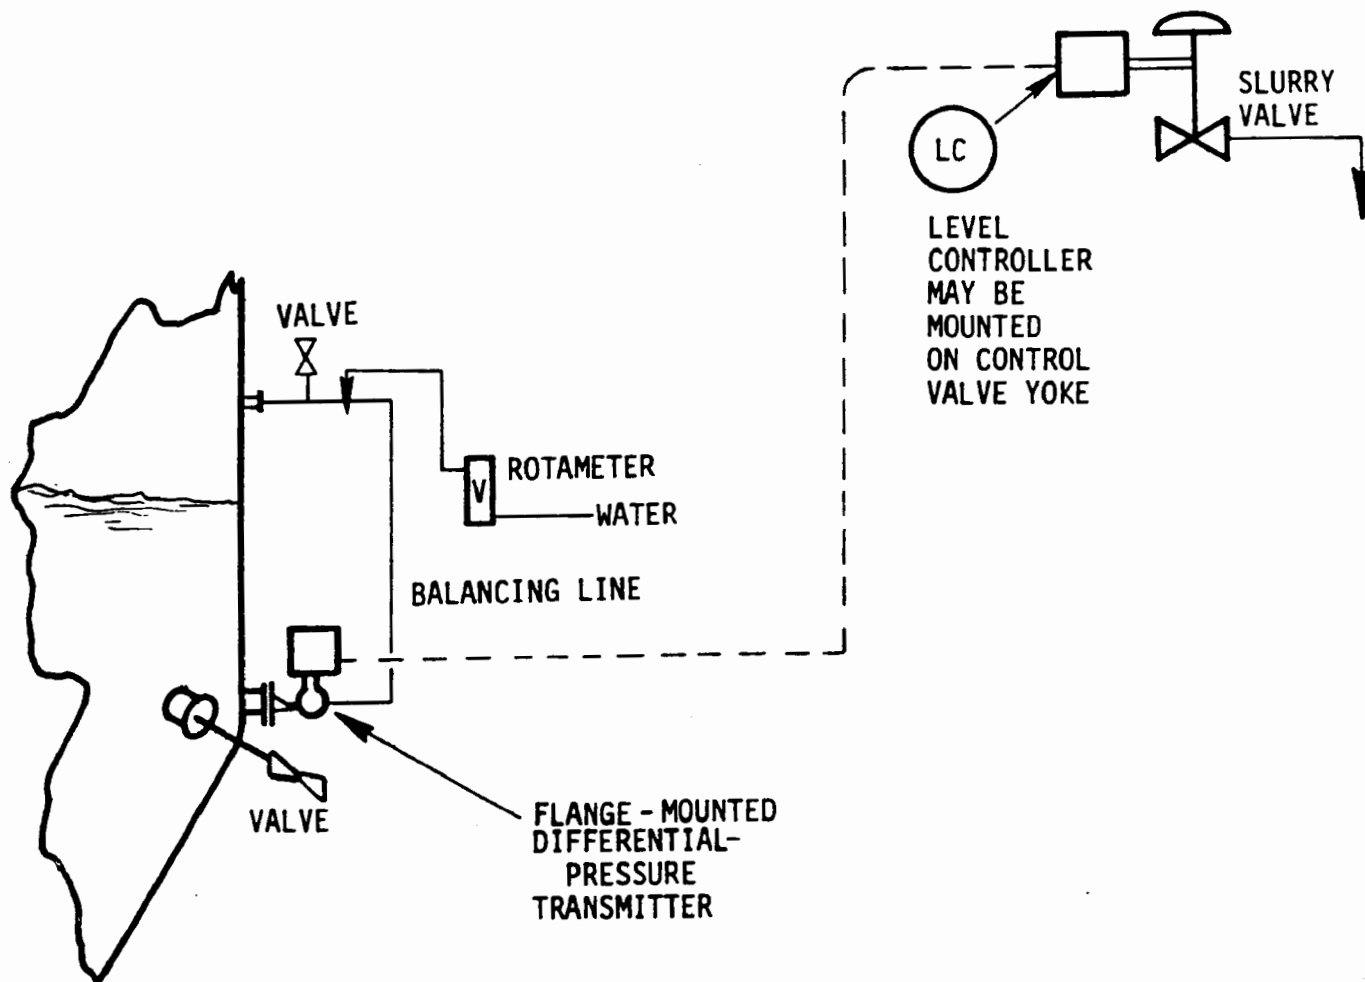 SLURRY
VALVE
LC
LEVEL
CONTROLLER
MAY BE
MOUNTED
ON CONTROL
VALVE YOKE
VALVE
V
ROTAMETER
WATER
BALANCING LINE
VALVE
FLANGE - MOUNTED
DIFFERENTIAL-
PRESSURE
TRANSMITTER